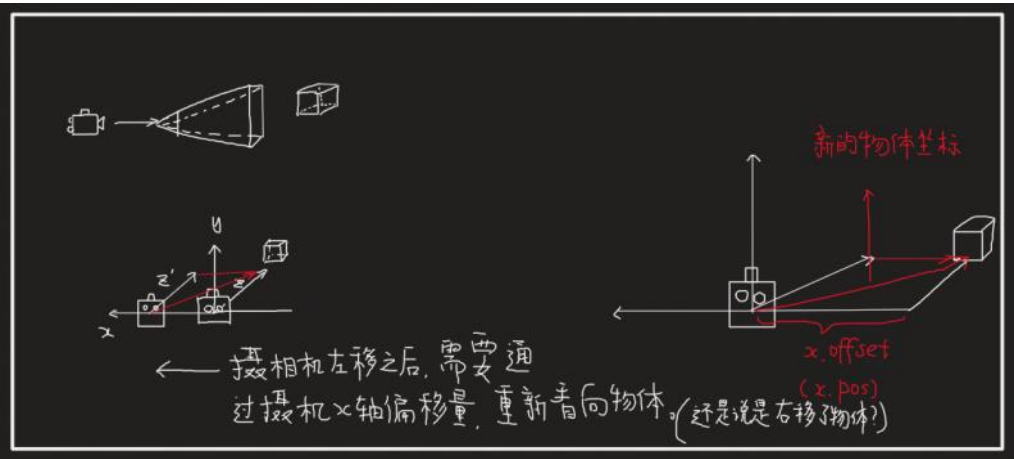 新的物体坐标
y
z'
z
x
x.offset
(x.pos)
← 摄相机左移之后,需要通
过摄机x轴偏移量,重新看向物体。(还是说是右移了物体?)